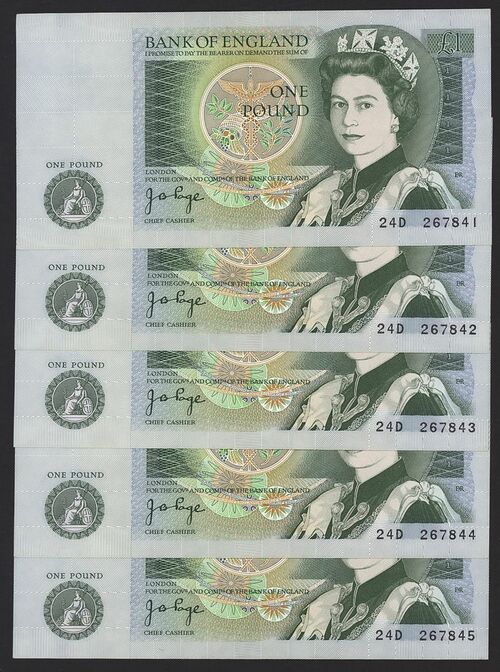 BANK OF ENGLAND £1
I PROMISE TO PAY THE BEARER ON DEMAND THE SUM OF
ONE
POUND
ONE POUND
LONDON
FOR THE GOVR AND COMPA OF THE BANK OF ENGLAND
DR
J B Page
CHIEF CASHIER
24D 267841
ONE POUND
LONDON
FOR THE GOVR AND COMPA OF THE BANK OF ENGLAND
DR
J B Page
CHIEF CASHIER
24D 267842
ONE POUND
LONDON
FOR THE GOVR AND COMPA OF THE BANK OF ENGLAND
DR
J B Page
CHIEF CASHIER
24D 267843
ONE POUND
LONDON
FOR THE GOVR AND COMPA OF THE BANK OF ENGLAND
DR
J B Page
CHIEF CASHIER
24D 267844
ONE POUND
LONDON
FOR THE GOVR AND COMPA OF THE BANK OF ENGLAND
DR
J B Page
CHIEF CASHIER
24D 267845